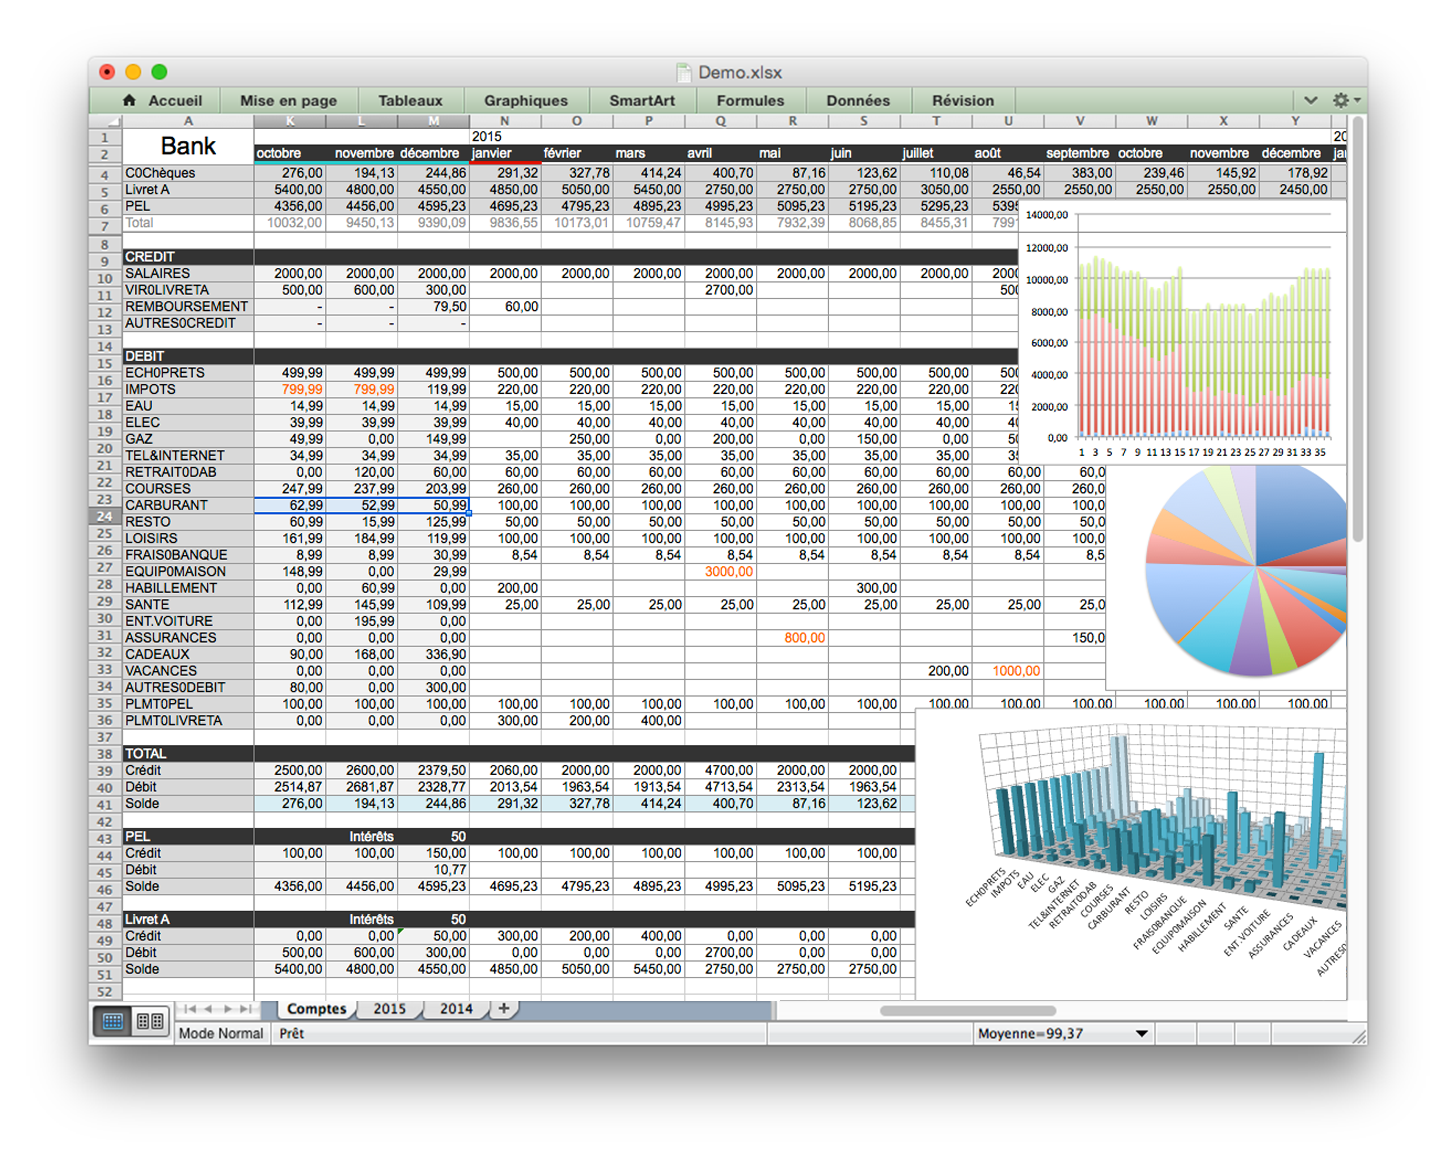 Demo.xlsx
Accueil Mise en page Tableaux Graphiques SmartArt Formules Données Révision
A K L M N O P Q R S T U V W X Y
1 Bank 2015
2 octobre novembre décembre janvier février mars avril mai juin juillet août septembre octobre novembre décembre
4 C0Chèques 276,00 194,13 244,86 291,32 327,78 414,24 400,70 87,16 123,62 110,08 46,54 383,00 239,46 145,92 178,92
5 Livret A 5400,00 4800,00 4550,00 4850,00 5050,00 5450,00 2750,00 2750,00 2750,00 3050,00 2550,00 2550,00 2550,00 2550,00 2450,00
6 PEL 4356,00 4456,00 4595,23 4695,23 4795,23 4895,23 4995,23 5095,23 5195,23 5295,23 5395
7 Total 10032,00 9450,13 9390,09 9836,55 10173,01 10759,47 8145,93 7932,39 8068,85 8455,31 799
8
9 CREDIT
10 SALAIRES 2000,00 2000,00 2000,00 2000,00 2000,00 2000,00 2000,00 2000,00 2000,00 2000,00 200
11 VIR0LIVRETA 500,00 600,00 300,00 2700,00 500
12 REMBOURSEMENT - - 79,50 60,00
13 AUTRES0CREDIT - - -
14
15 DEBIT
16 ECH0PRETS 499,99 499,99 499,99 500,00 500,00 500,00 500,00 500,00 500,00 500,00 500
17 IMPOTS 799,99 799,99 119,99 220,00 220,00 220,00 220,00 220,00 220,00 220,00 220
18 EAU 14,99 14,99 14,99 15,00 15,00 15,00 15,00 15,00 15,00 15,00 15
19 ELEC 39,99 39,99 39,99 40,00 40,00 40,00 40,00 40,00 40,00 40,00 40
20 GAZ 49,99 0,00 149,99 250,00 0,00 200,00 0,00 150,00 0,00 50
21 TEL&INTERNET 34,99 34,99 34,99 35,00 35,00 35,00 35,00 35,00 35,00 35,00 35
22 RETRAIT0DAB 0,00 120,00 60,00 60,00 60,00 60,00 60,00 60,00 60,00 60,00 60,00 60,0
23 COURSES 247,99 237,99 203,99 260,00 260,00 260,00 260,00 260,00 260,00 260,00 260,00 260,0
24 CARBURANT 62,99 52,99 50,99 100,00 100,00 100,00 100,00 100,00 100,00 100,00 100,00 100,0
25 RESTO 60,99 15,99 125,99 50,00 50,00 50,00 50,00 50,00 50,00 50,00 50,00 50,0
26 LOISIRS 161,99 184,99 119,99 100,00 100,00 100,00 100,00 100,00 100,00 100,00 100,00 100,0
27 FRAIS0BANQUE 8,99 8,99 30,99 8,54 8,54 8,54 8,54 8,54 8,54 8,54 8,54 8,5
28 EQUIP0MAISON 148,99 0,00 29,99 3000,00
29 HABILLEMENT 0,00 60,99 0,00 200,00 300,00
30 SANTE 112,99 145,99 109,99 25,00 25,00 25,00 25,00 25,00 25,00 25,00 25,00 25,0
31 ENT.VOITURE 0,00 195,99 0,00
32 ASSURANCES 0,00 0,00 0,00 800,00 150,0
33 CADEAUX 90,00 168,00 336,90
34 VACANCES 0,00 0,00 0,00 200,00 1000,00
35 AUTRES0DEBIT 80,00 0,00 300,00
36 PLMT0PEL 100,00 100,00 100,00 100,00 100,00 100,00 100,00 100,00 100,00 100,00 100,00 100,00 100,00 100,00 100,00
37 PLMT0LIVRETA 0,00 0,00 0,00 300,00 200,00 400,00
38 TOTAL
39 Crédit 2500,00 2600,00 2379,50 2060,00 2000,00 2000,00 4700,00 2000,00 2000,00
40 Débit 2514,87 2681,87 2328,77 2013,54 1963,54 1913,54 4713,54 2313,54 1963,54
41 Solde 276,00 194,13 244,86 291,32 327,78 414,24 400,70 87,16 123,62
42
43 PEL Intérêts 50
44 Crédit 100,00 100,00 150,00 100,00 100,00 100,00 100,00 100,00 100,00
45 Débit 10,77
46 Solde 4356,00 4456,00 4595,23 4695,23 4795,23 4895,23 4995,23 5095,23 5195,23
47
48 Livret A Intérêts 50
49 Crédit 0,00 0,00 50,00 300,00 200,00 400,00 0,00 0,00 0,00
50 Débit 500,00 600,00 300,00 0,00 0,00 0,00 2700,00 0,00 0,00
51 Solde 5400,00 4800,00 4550,00 4850,00 5050,00 5450,00 2750,00 2750,00 2750,00
52
14000,00
12000,00
10000,00
8000,00
6000,00
4000,00
2000,00
0,00
1 3 5 7 9 11 13 15 17 19 21 23 25 27 29 31 33 35
ECH0PRETS
IMPOTS
EAU
ELEC
GAZ
TEL&INTERNET
RETRAIT0DAB
COURSES
CARBURANT
RESTO
LOISIRS
FRAIS0BANQUE
EQUIP0MAISON
HABILLEMENT
SANTE
ENT.VOITURE
ASSURANCES
CADEAUX
VACANCES
Comptes 2015 2014 +
Mode Normal Prêt Moyenne=99,37